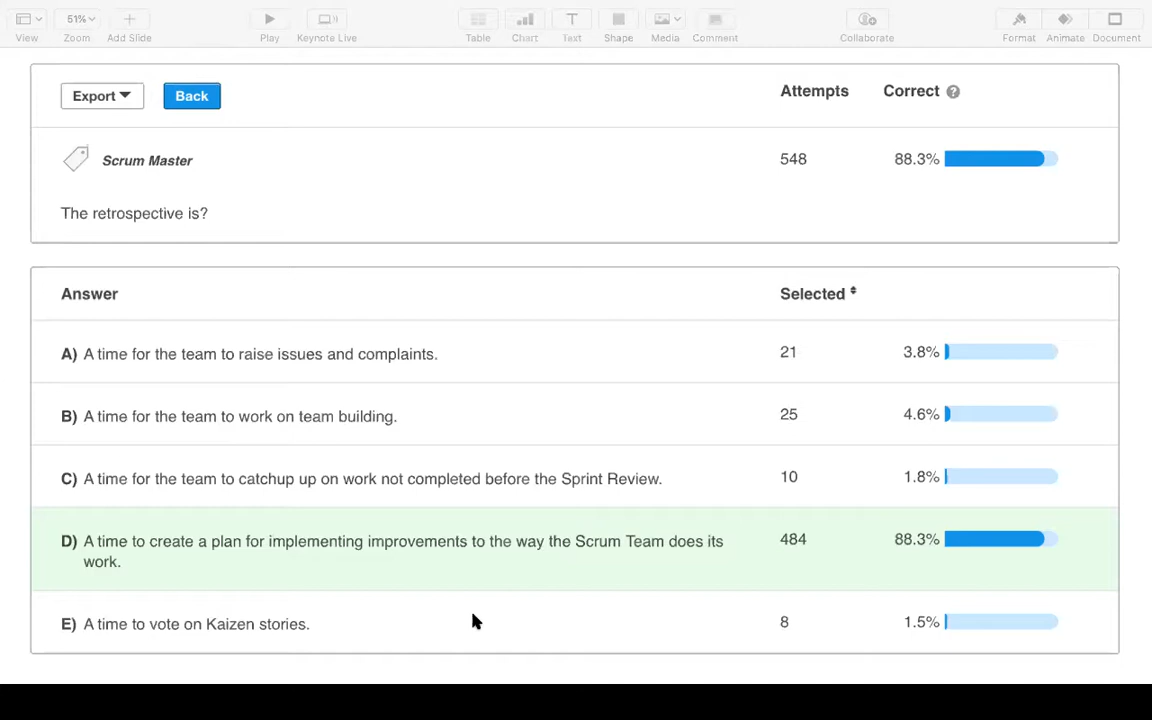 51%
View Zoom Add Slide Play Keynote Live Table Chart Text Shape Media Comment Collaborate Format Animate Document
Export Back Attempts Correct ?
Scrum Master 548 88.3%
The retrospective is?
Answer Selected
A) A time for the team to raise issues and complaints. 21 3.8%
B) A time for the team to work on team building. 25 4.6%
C) A time for the team to catchup up on work not completed before the Sprint Review. 10 1.8%
D) A time to create a plan for implementing improvements to the way the Scrum Team does its 484 88.3%
work.
E) A time to vote on Kaizen stories. 8 1.5%